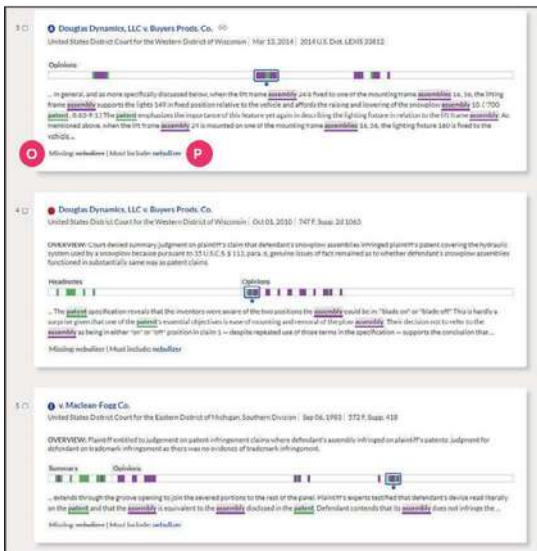 3
Douglas Dynamics, LLC v. Buyers Prods. Co.
United States District Court for the Western District of Wisconsin | Mar 13, 2014 | 2014 U.S. Dist. LEXIS 33812
Opinions
... In general, and as more specifically discussed below, when the lift frame assembly 24 is fixed to one of the mounting frame assemblies 16, 36, the lifting
frame assembly supports the lights 149 in fixed position relative to the vehicle and affords the raising and lowering of the snowplow assembly 10. ('700
patent, 8:63-9:1.) The patent emphasizes the importance of this feature yet again in describing the lighting fixture in relation to the lift frame assembly: As
mentioned above, when the lift frame assembly 24 is mounted on one of the mounting frame assemblies 16, 36, the lighting fixture 180 is fixed to the
vehicle ...
O Missing: nebulizer | Must include: nebulizer P
4
Douglas Dynamics, LLC v. Buyers Prods. Co.
United States District Court for the Western District of Wisconsin | Oct 01, 2010 | 747 F. Supp. 2d 1063
OVERVIEW: Court denied summary judgment on plaintiff's claim that defendant's snowplow assemblies infringed plaintiff's patent covering the hydraulic
system used by a snowplow because pursuant to 35 U.S.C.S. § 112, para. 6, genuine issues of fact remained as to whether defendant's snowplow assemblies
functioned in substantially same way as patent claims.
Headnotes Opinions
... The patent specification reveals that the inventors were aware of the two positions the assembly could be in "blade on" or "blade off" This is hardly a
surprise given that one of the patent's essential objectives is ease of mounting and removal of the plow assembly. Their decision not to refer to the
assembly as being in either "on" or "off" position in claim 1 — despite repeated use of those terms in the specification — supports the conclusion that ...
Missing: nebulizer | Must include: nebulizer
5
v. Maclean-Fogg Co.
United States District Court for the Eastern District of Michigan, Southern Division | Sep 06, 1983 | 572 F. Supp. 418
OVERVIEW: Plaintiff entitled to judgment on patent infringement claims where defendant's assembly infringed on plaintiff's patents; judgment for
defendant on trademark infringement as there was no evidence of trademark infringement.
Summary Opinions
... extends through the groove opening to join the severed portions to the rest of the panel. Plaintiff's experts testified that defendant's device read literally
on the patent and that the assembly is equivalent to the assembly disclosed in the patent. Defendant contends that its assembly does not infringe the ...
Missing: nebulizer | Must include: nebulizer